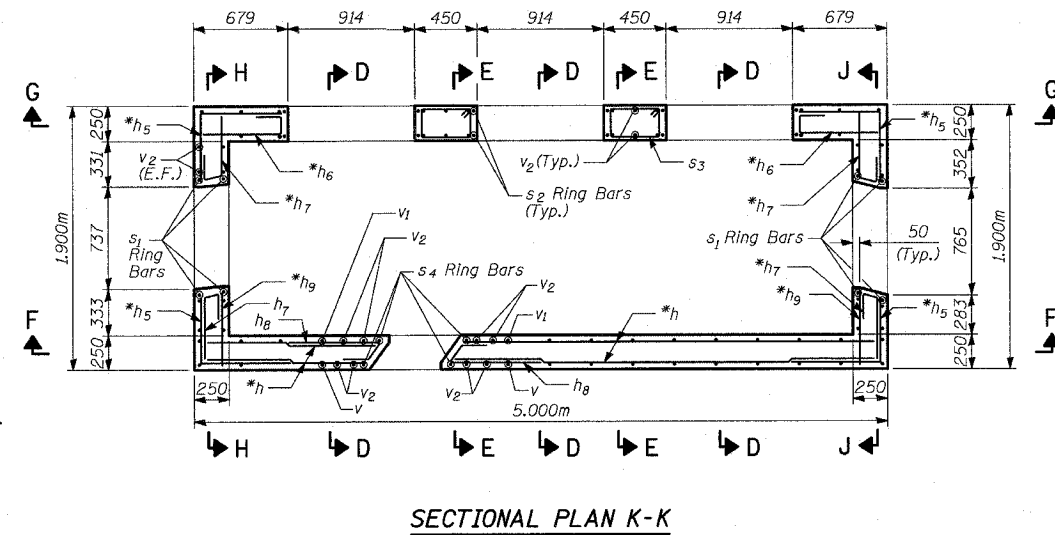 679 914 450 914 450 914 679
H D E D E D J
G G
250 *h5 *h5 250
331 v2 (E.F.) *h6 v2 (Typ.) s3 *h6 352
*h7 s2 Ring Bars (Typ.) *h7
1.900m 737 s1 Ring Bars v1 v2 s4 Ring Bars s1 Ring Bars 50 (Typ.) 765 1.900m
*h9 v2 *h7
333 *h5 h7 v1 *h *h9 *h5 283
F h8 F
250 *h v2 v2 h8 250
v v
250 5.000m 250
H D E D E D J
SECTIONAL PLAN K-K